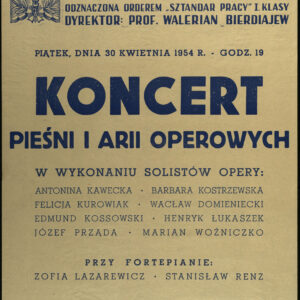 ODZNACZONA ORDEREM „SZTANDAR PRACY" I. KLASY
DYREKTOR: PROF. WALERIAN BIERDIAJEW
PIĄTEK, DNIA 30 KWIETNIA 1954 R. - GODZ. 19
KONCERT
PIEŚNI I ARII OPEROWYCH
W WYKONANIU SOLISTÓW OPERY:
ANTONINA KAWECKA · BARBARA KOSTRZEWSKA
FELICJA KUROWIAK · WACŁAW DOMIENIECKI
EDMUND KOSSOWSKI · HENRYK ŁUKASZEK
JÓZEF PRZĄDA · MARIAN WOŹNICZKO
PRZY FORTEPIANIE:
ZOFIA LAZAREWICZ · STANISŁAW RENZ